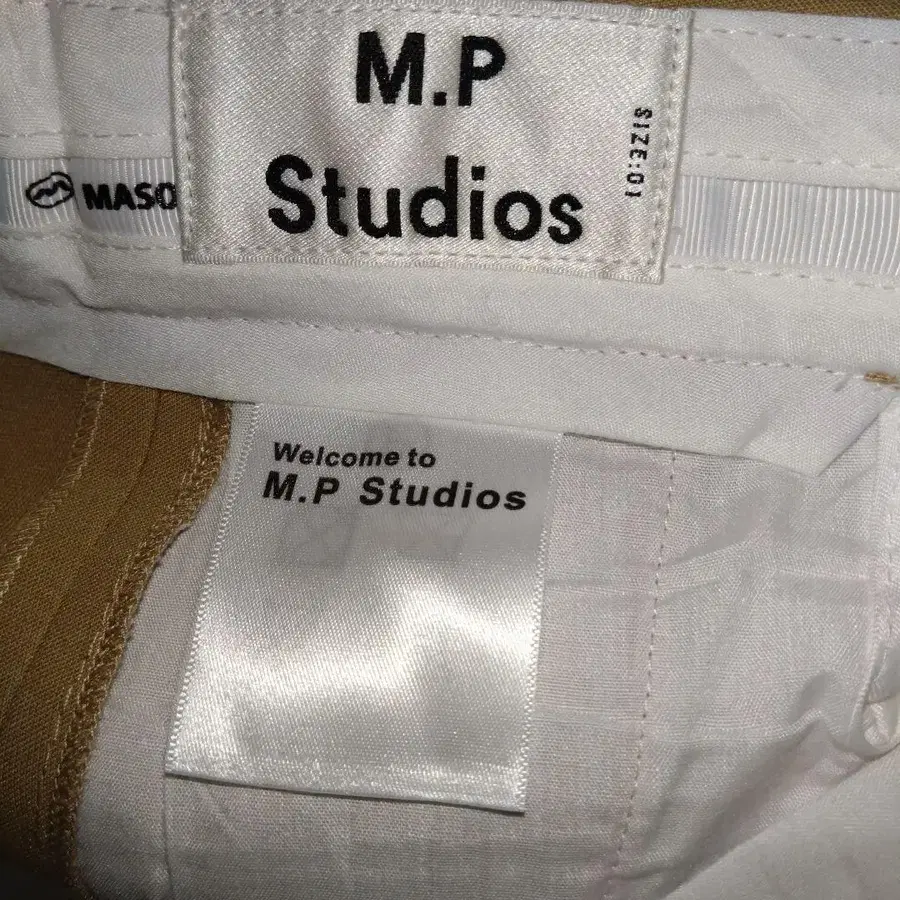 M.P
Studios
SIZE:01
MASO
Welcome to
M.P Studios